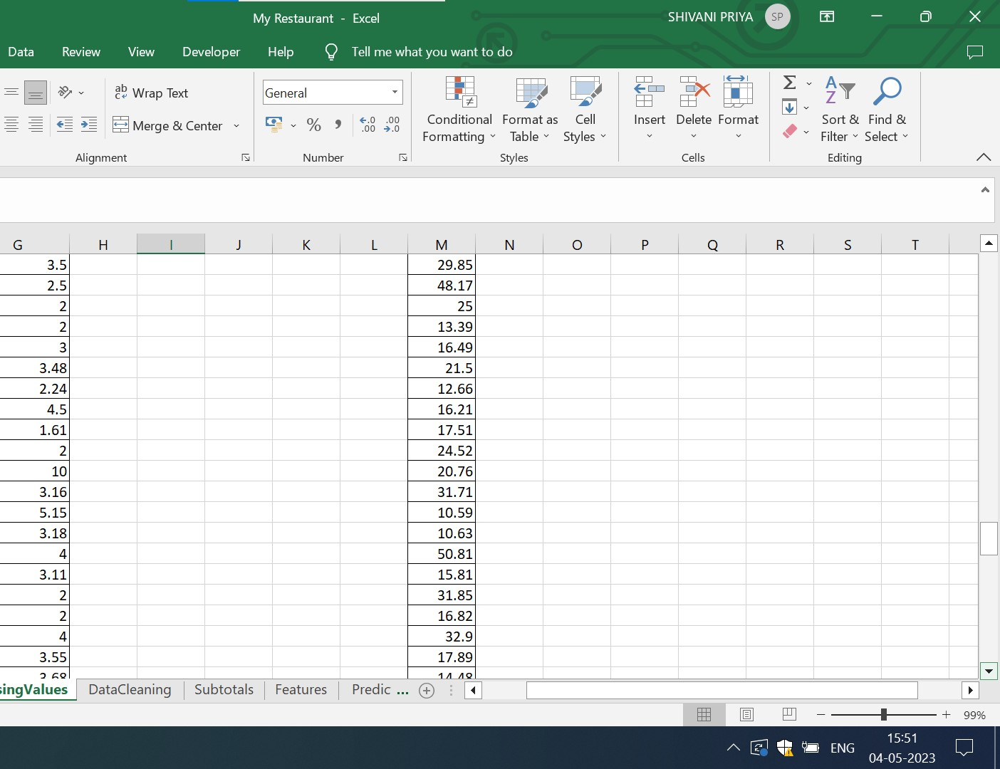 My Restaurant - Excel
SHIVANI PRIYA
SP
Data Review View Developer Help Tell me what you want to do
ab
c
Wrap Text
Merge & Center
Alignment
General
% , ←.0 .00
.00 →.0
Number
Conditional
Formatting
Format as
Table
Cell
Styles
Styles
Insert
Delete
Format
Cells
Σ
A
Z
Sort &
Filter
Find &
Select
Editing
G H I J K L M N O P Q R S T
3.5 29.85
2.5 48.17
2 25
2 13.39
3 16.49
3.48 21.5
2.24 12.66
4.5 16.21
1.61 17.51
2 24.52
10 20.76
3.16 31.71
5.15 10.59
3.18 10.63
4 50.81
3.11 15.81
2 31.85
2 16.82
4 32.9
3.55 17.89
3.68 14.48
singValues DataCleaning Subtotals Features Predic ...
99%
ENG
15:51
04-05-2023